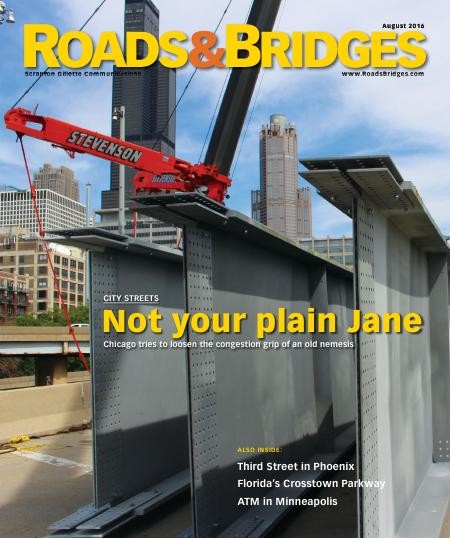 August 2016
ROADS&BRIDGES
Scranton Gillette Communications
www.RoadsBridges.com
STEVENSON
CITY STREETS
Not your plain Jane
Chicago tries to loosen the congestion grip of an old nemesis
ALSO INSIDE:
Third Street in Phoenix
Florida's Crosstown Parkway
ATM in Minneapolis